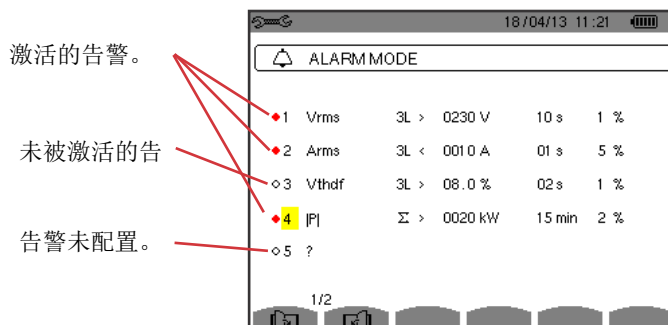 18/04/13 11:21
ALARM MODE
激活的告警。
1 Vrms 3L > 0230 V 10 s 1 %
2 Arms 3L < 0010 A 01 s 5 %
未被激活的告
3 Vthdf 3L > 08.0 % 02 s 1 %
4 |P| Σ > 0020 kW 15 min 2 %
告警未配置。
5 ?
1/2